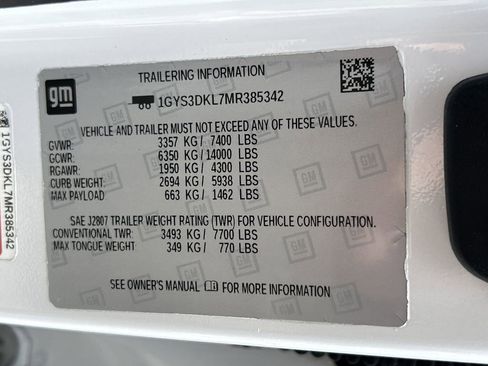 gm
TRAILERING INFORMATION
1GYS3DKL7MR385342
VEHICLE AND TRAILER MUST NOT EXCEED ANY OF THESE VALUES.
GVWR: 3357 KG / 7400 LBS
GCWR: 6350 KG / 14000 LBS
RGAWR: 1950 KG / 4300 LBS
CURB WEIGHT: 2694 KG / 5938 LBS
MAX PAYLOAD: 663 KG / 1462 LBS
SAE J2807 TRAILER WEIGHT RATING (TWR) FOR VEHICLE CONFIGURATION.
CONVENTIONAL TWR: 3493 KG / 7700 LBS
MAX TONGUE WEIGHT: 349 KG / 770 LBS
SEE OWNER'S MANUAL FOR MORE INFORMATION
1GYS3DKL7MR385342